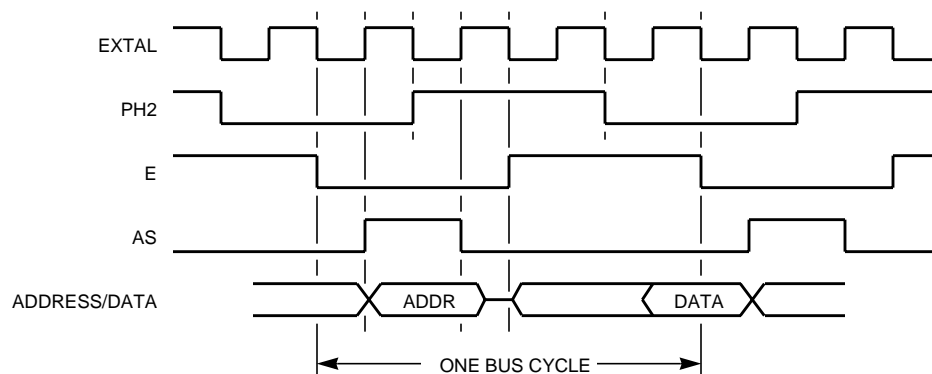 EXTAL
PH2
E
AS
ADDRESS/DATA
ADDR
DATA
ONE BUS CYCLE